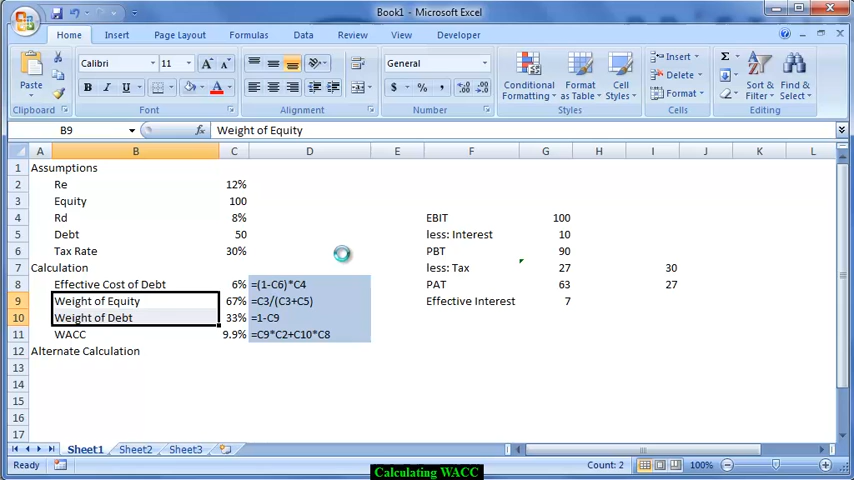 Book1 - Microsoft Excel
Home Insert Page Layout Formulas Data Review View Developer
Paste Calibri 11 A A General Conditional Formatting Format as Table Cell Styles Insert Delete Format Σ Sort & Filter Find & Select
B I U $ % ,
Clipboard Font Alignment Number Styles Cells Editing
B9 fx Weight of Equity
A B C D E F G H I J K L
1 Assumptions
2 Re 12%
3 Equity 100
4 Rd 8% EBIT 100
5 Debt 50 less: Interest 10
6 Tax Rate 30% PBT 90
7 Calculation less: Tax 27 30
8 Effective Cost of Debt 6% =(1-C6)*C4 PAT 63 27
9 Weight of Equity 67% =C3/(C3+C5) Effective Interest 7
10 Weight of Debt 33% =1-C9
11 WACC 9.9% =C9*C2+C10*C8
12 Alternate Calculation
13
14
15
16
17
Sheet1 Sheet2 Sheet3
Ready Count: 2 100%
Calculating WACC